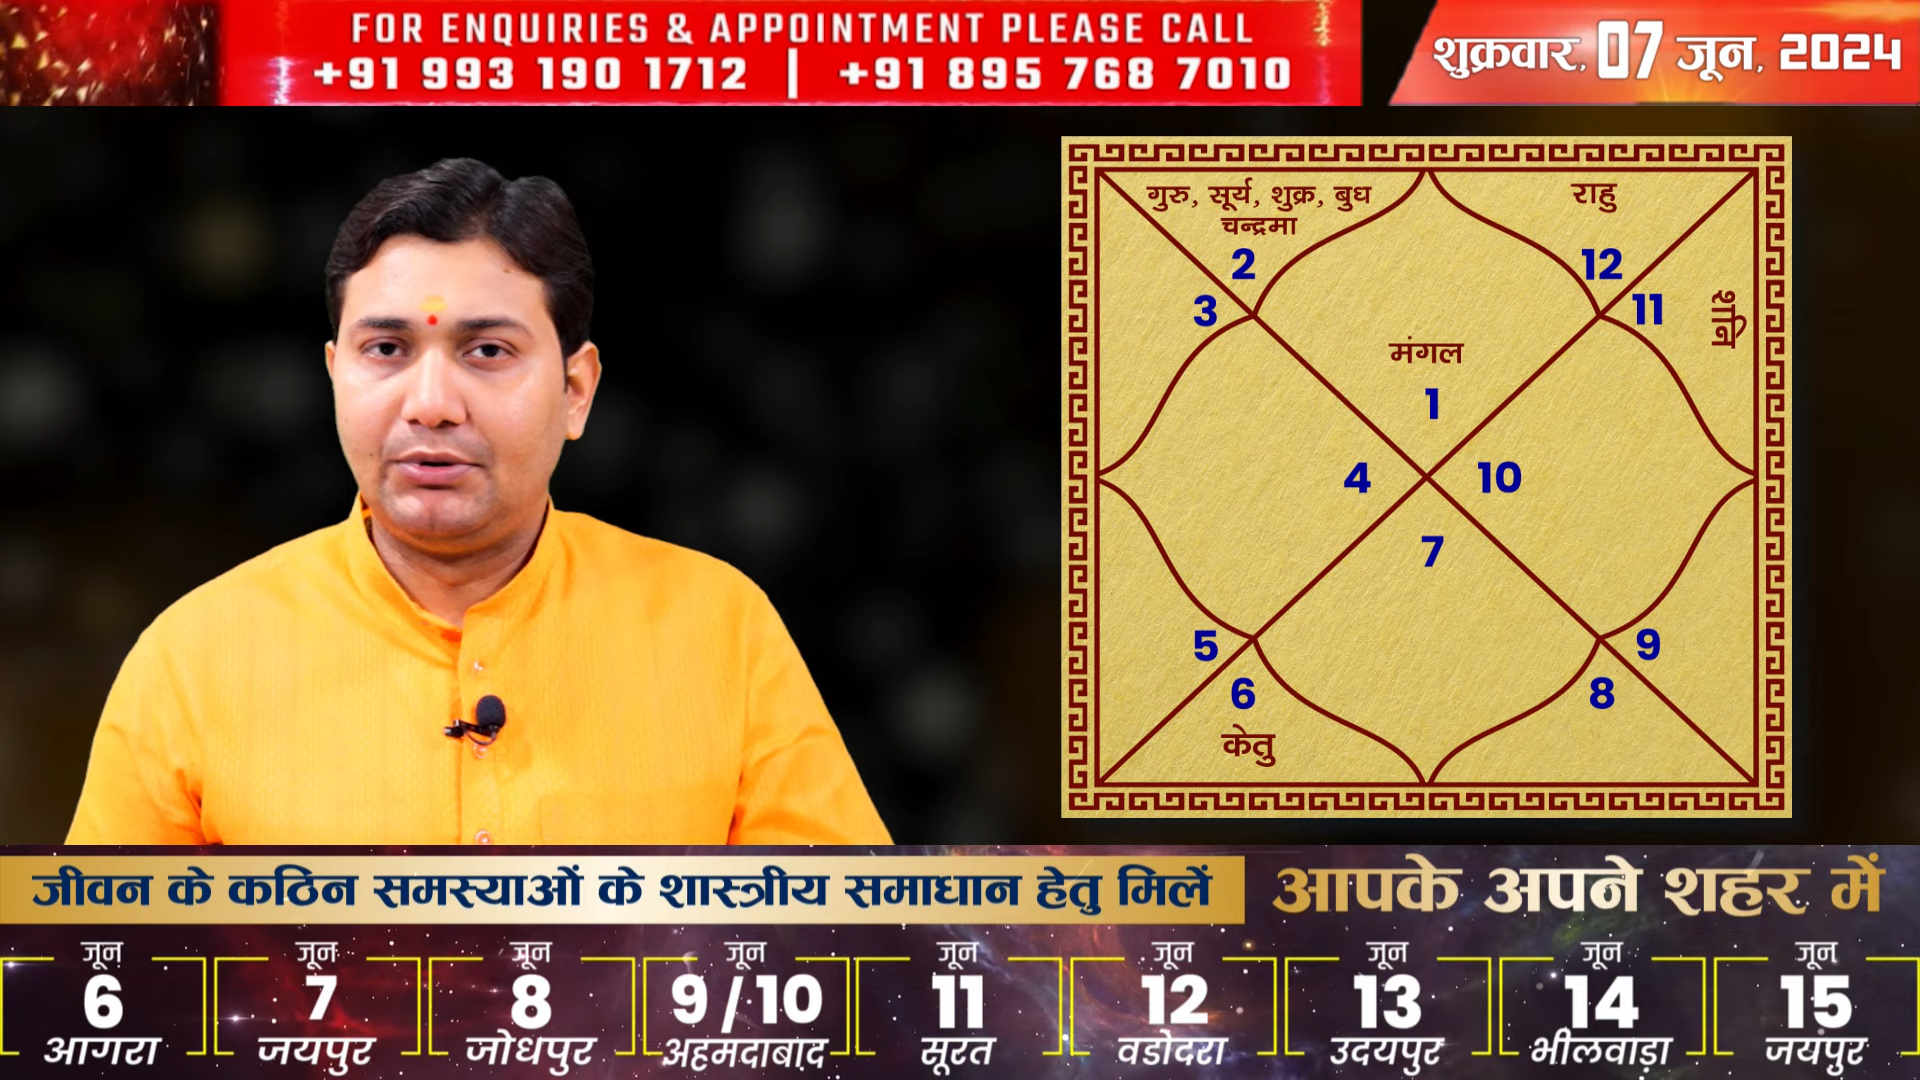 FOR ENQUIRIES & APPOINTMENT PLEASE CALL
+91 993 190 1712 | +91 895 768 7010
शुक्रवार, 07 जून, 2024
गुरु, सूर्य, शुक्र, बुध
चन्द्रमा
राहु
2
12
3
11
शनि
मंगल
1
4
10
7
5
9
6
8
केतु
जीवन के कठिन समस्याओं के शास्त्रीय समाधान हेतु मिलें
आपके अपने शहर में
जून
6
आगरा
जून
7
जयपुर
जून
8
जोधपुर
जून
9/10
अहमदाबाद
जून
11
सूरत
जून
12
वडोदरा
जून
13
उदयपुर
जून
14
भीलवाड़ा
जून
15
जयपुर